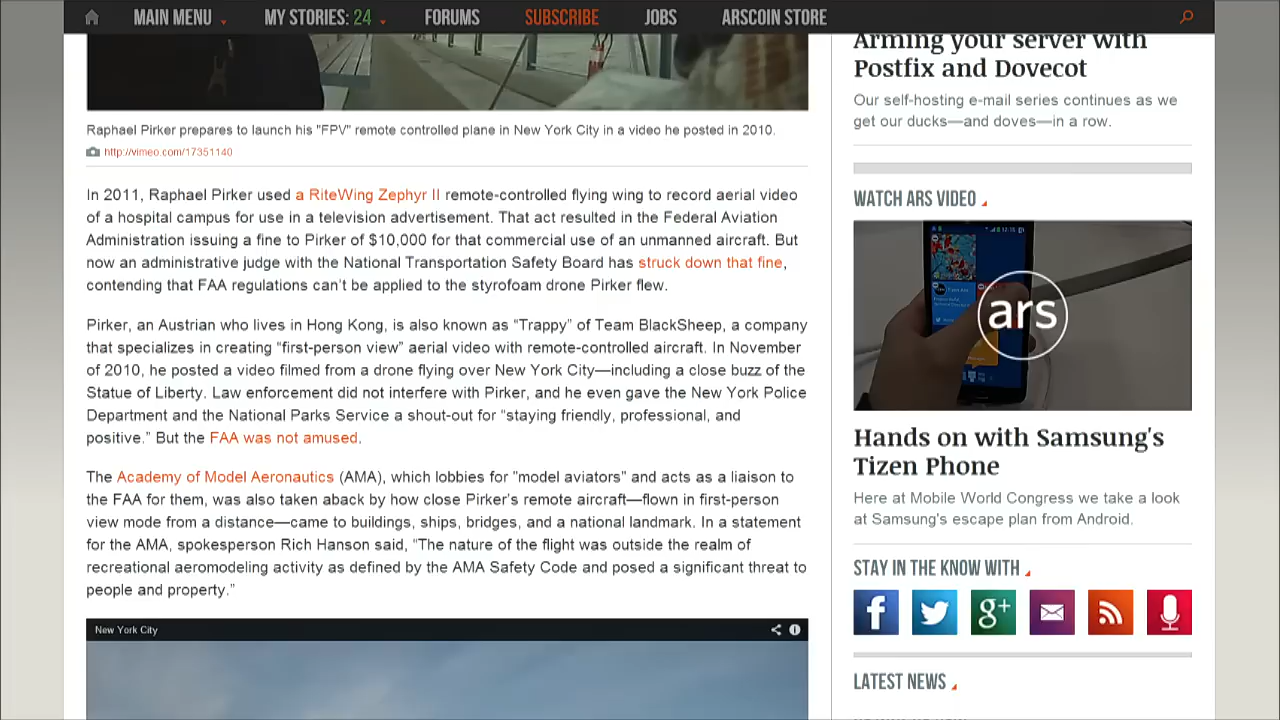 MAIN MENU MY STORIES: 24 FORUMS SUBSCRIBE JOBS ARSCOIN STORE
Raphael Pirker prepares to launch his "FPV" remote controlled plane in New York City in a video he posted in 2010.
http://vimeo.com/17351140
In 2011, Raphael Pirker used a RiteWing Zephyr II remote-controlled flying wing to record aerial video
of a hospital campus for use in a television advertisement. That act resulted in the Federal Aviation
Administration issuing a fine to Pirker of $10,000 for that commercial use of an unmanned aircraft. But
now an administrative judge with the National Transportation Safety Board has struck down that fine,
contending that FAA regulations can't be applied to the styrofoam drone Pirker flew.
Pirker, an Austrian who lives in Hong Kong, is also known as “Trappy” of Team BlackSheep, a company
that specializes in creating “first-person view” aerial video with remote-controlled aircraft. In November
of 2010, he posted a video filmed from a drone flying over New York City—including a close buzz of the
Statue of Liberty. Law enforcement did not interfere with Pirker, and he even gave the New York Police
Department and the National Parks Service a shout-out for “staying friendly, professional, and
positive.” But the FAA was not amused.
The Academy of Model Aeronautics (AMA), which lobbies for "model aviators" and acts as a liaison to
the FAA for them, was also taken aback by how close Pirker's remote aircraft—flown in first-person
view mode from a distance—came to buildings, ships, bridges, and a national landmark. In a statement
for the AMA, spokesperson Rich Hanson said, “The nature of the flight was outside the realm of
recreational aeromodeling activity as defined by the AMA Safety Code and posed a significant threat to
people and property.”
New York City
Arming your server with
Postfix and Dovecot
Our self-hosting e-mail series continues as we
get our ducks—and doves—in a row.
WATCH ARS VIDEO
ars
Hands on with Samsung's
Tizen Phone
Here at Mobile World Congress we take a look
at Samsung's escape plan from Android.
STAY IN THE KNOW WITH
f g+
LATEST NEWS